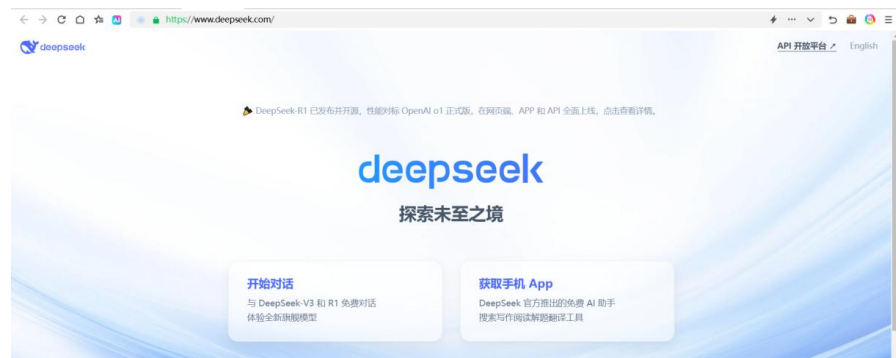 https://www.deepseek.com/
deepseek
API 开放平台 ↗ English
🎉 DeepSeek-R1 已发布并开源，性能对标 OpenAI o1 正式版，在网页端、APP 和 API 全面上线，点击查看详情。
deepseek
探索未至之境
开始对话
与 DeepSeek-V3 和 R1 免费对话
体验全新旗舰模型
获取手机 App
DeepSeek 官方推出的免费 AI 助手
搜索写作阅读解题翻译工具